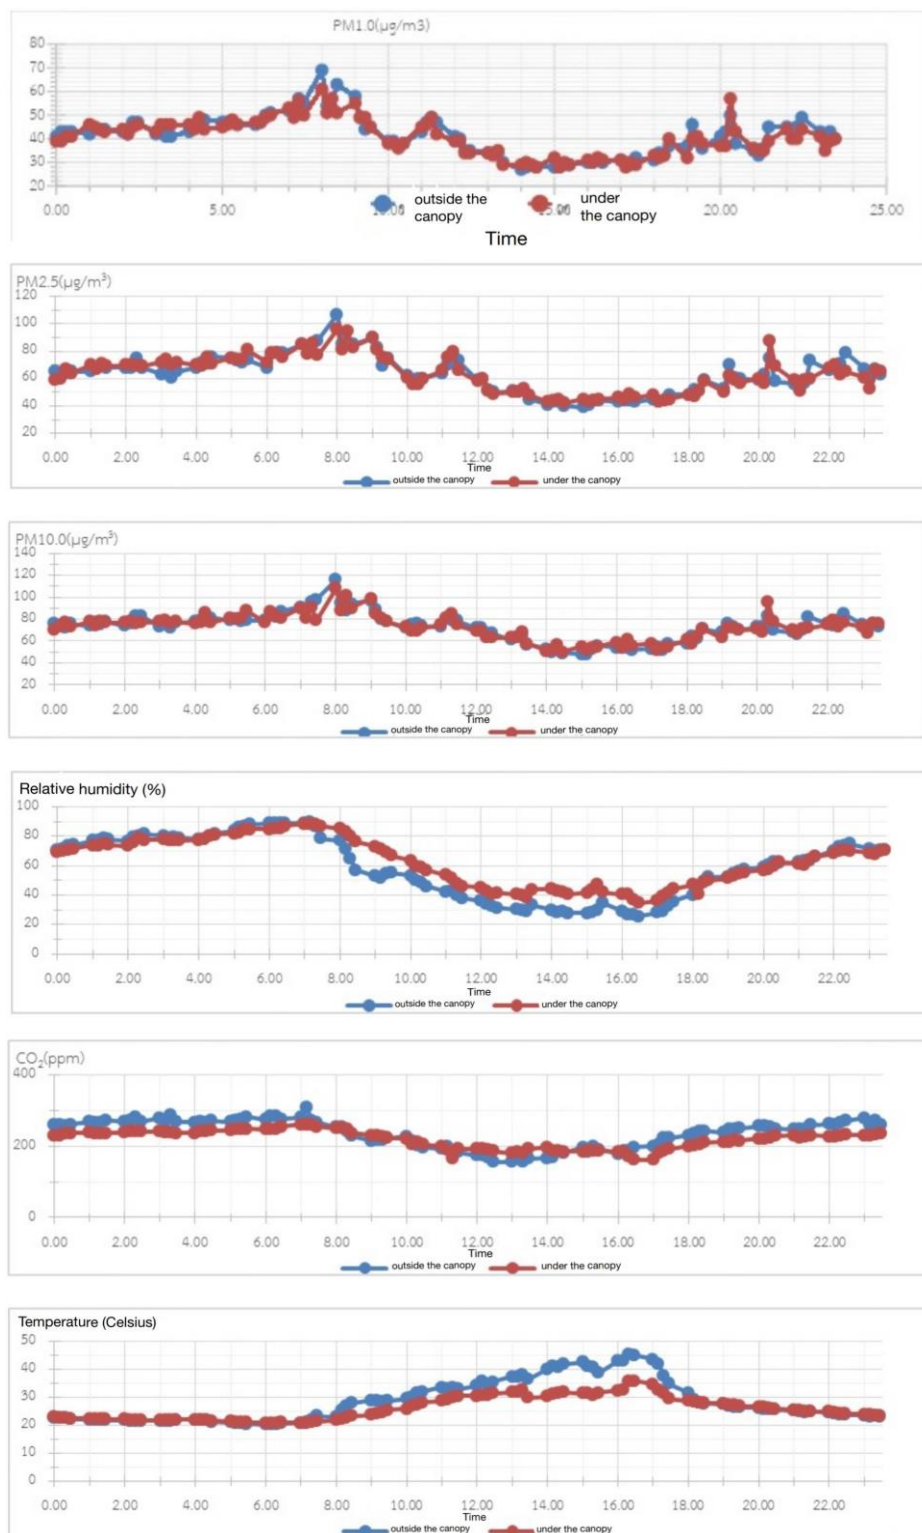 PM1.0(µg/m3)
80
70
60
50
40
30
20
0.00 5.00 20.00 25.00
outside the under
canopy the canopy
Time
PM2.5(µg/m³)
120
100
80
60
40
20
0.00 2.00 4.00 6.00 8.00 10.00 12.00 14.00 16.00 18.00 20.00 22.00
Time
outside the canopy under the canopy
PM10.0(µg/m³)
140
120
100
80
60
40
20
0.00 2.00 4.00 6.00 8.00 10.00 12.00 14.00 16.00 18.00 20.00 22.00
Time
outside the canopy under the canopy
Relative humidity (%)
100
80
60
40
20
0
0.00 2.00 4.00 6.00 8.00 10.00 12.00 14.00 16.00 18.00 20.00 22.00
Time
outside the canopy under the canopy
CO₂(ppm)
400
200
0
0.00 2.00 4.00 6.00 8.00 10.00 12.00 14.00 16.00 18.00 20.00 22.00
Time
outside the canopy under the canopy
Temperature (Celsius)
50
40
30
20
10
0
0.00 2.00 4.00 6.00 8.00 10.00 12.00 14.00 16.00 18.00 20.00 22.00
Time
outside the canopy under the canopy